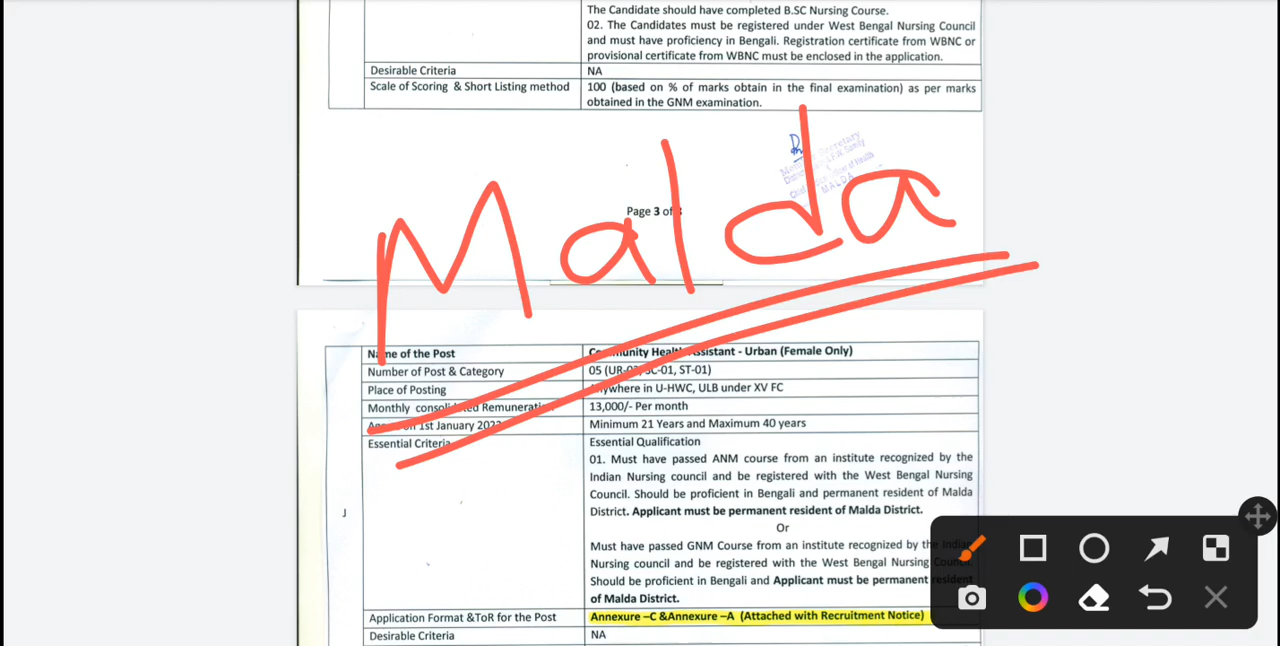 The Candidate should have completed B.SC Nursing Course.
02. The Candidates must be registered under West Bengal Nursing Council
and must have proficiency in Bengali. Registration certificate from WBNC or
provisional certificate from WBNC must be enclosed in the application.
Desirable Criteria NA
Scale of Scoring & Short Listing method 100 (based on % of marks obtain in the final examination) as per marks
obtained in the GNM examination.
Secretary
MALDA
Page 3 of
Malda
Name of the Post Community Health Assistant - Urban (Female Only)
Number of Post & Category 05 (UR- SC-01, ST-01)
Place of Posting Anywhere in U-HWC, ULB under XV FC
Monthly consolidated Remuneration 13,000/- Per month
1st January Minimum 21 Years and Maximum 40 years
Essential Criteria Essential Qualification
01. Must have passed ANM course from an institute recognized by the
Indian Nursing council and be registered with the West Bengal Nursing
Council. Should be proficient in Bengali and permanent resident of Malda
District. Applicant must be permanent resident of Malda District.
J
Or
Must have passed GNM Course from an institute recognized by the Indian
Nursing council and be registered with the West Bengal Nursing Council.
Should be proficient in Bengali and Applicant must be permanent resident
of Malda District.
Application Format &ToR for the Post Annexure –C &Annexure –A (Attached with Recruitment Notice)
Desirable Criteria NA